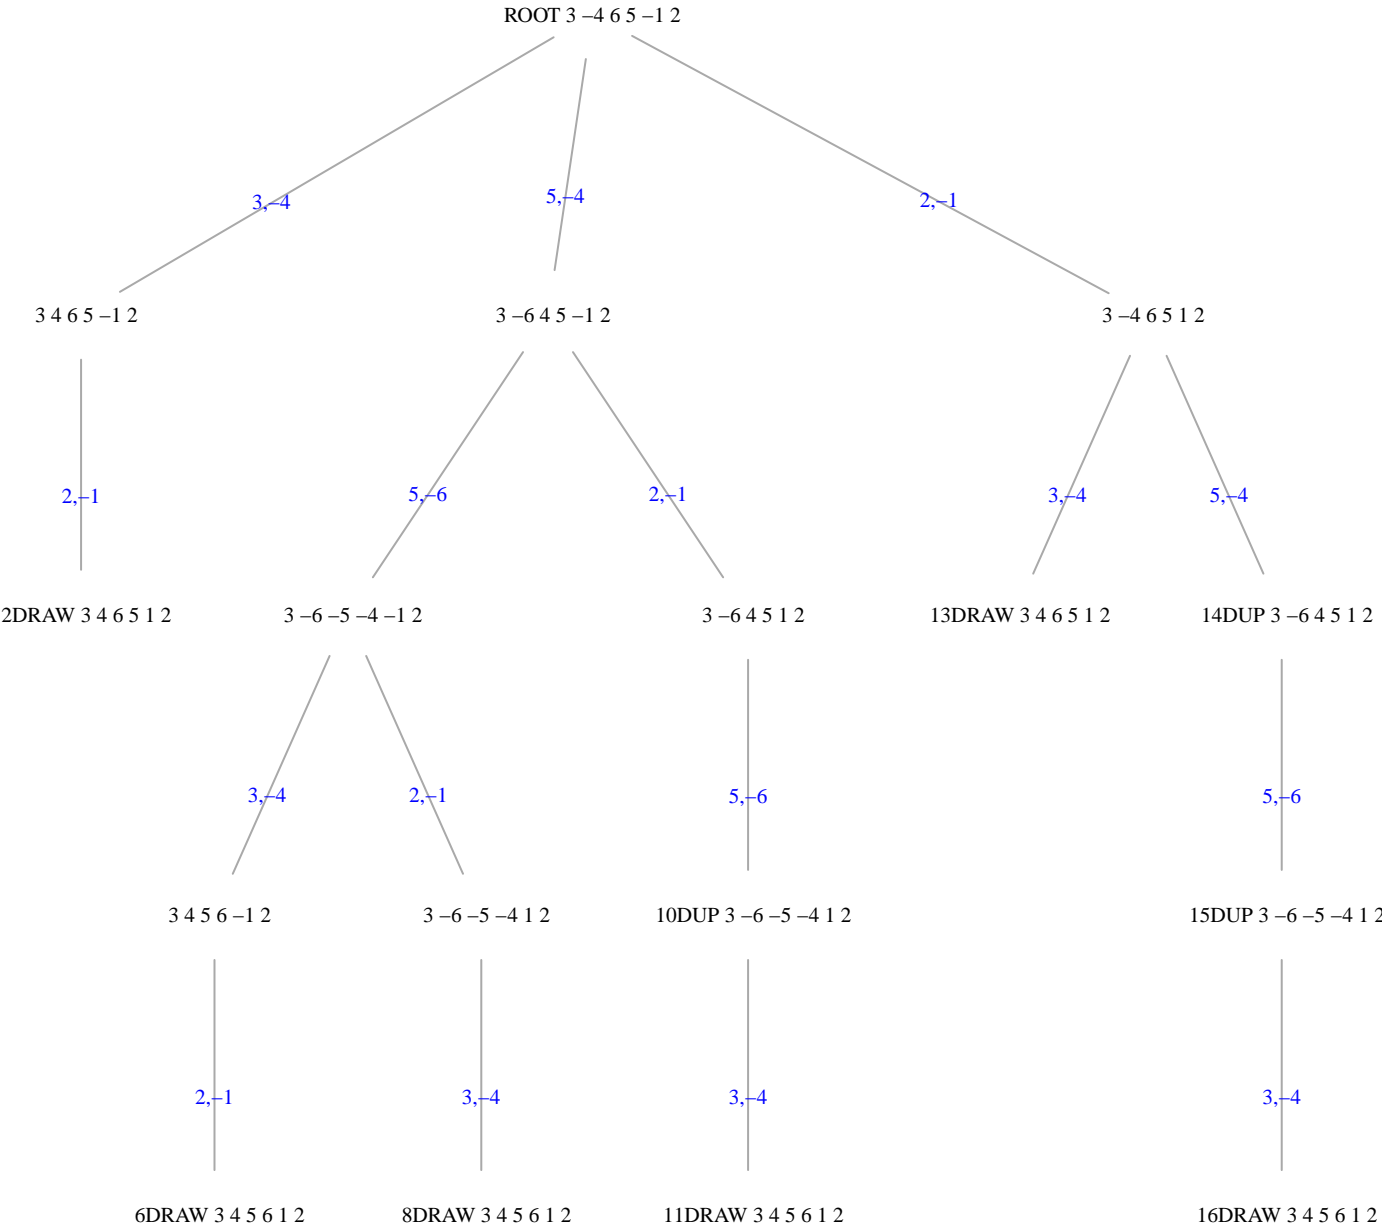 ROOT 3 –4 6 5 –1 2
3,–4
5,–4
2,–1
3 4 6 5 –1 2
3 –6 4 5 –1 2
3 –4 6 5 1 2
2,–1
5,–6
2,–1
3,–4
5,–4
2DRAW 3 4 6 5 1 2
3 –6 –5 –4 –1 2
3 –6 4 5 1 2
13DRAW 3 4 6 5 1 2
14DUP 3 –6 4 5 1 2
3,–4
2,–1
5,–6
5,–6
3 4 5 6 –1 2
3 –6 –5 –4 1 2
10DUP 3 –6 –5 –4 1 2
15DUP 3 –6 –5 –4 1 2
2,–1
3,–4
3,–4
3,–4
6DRAW 3 4 5 6 1 2
8DRAW 3 4 5 6 1 2
11DRAW 3 4 5 6 1 2
16DRAW 3 4 5 6 1 2